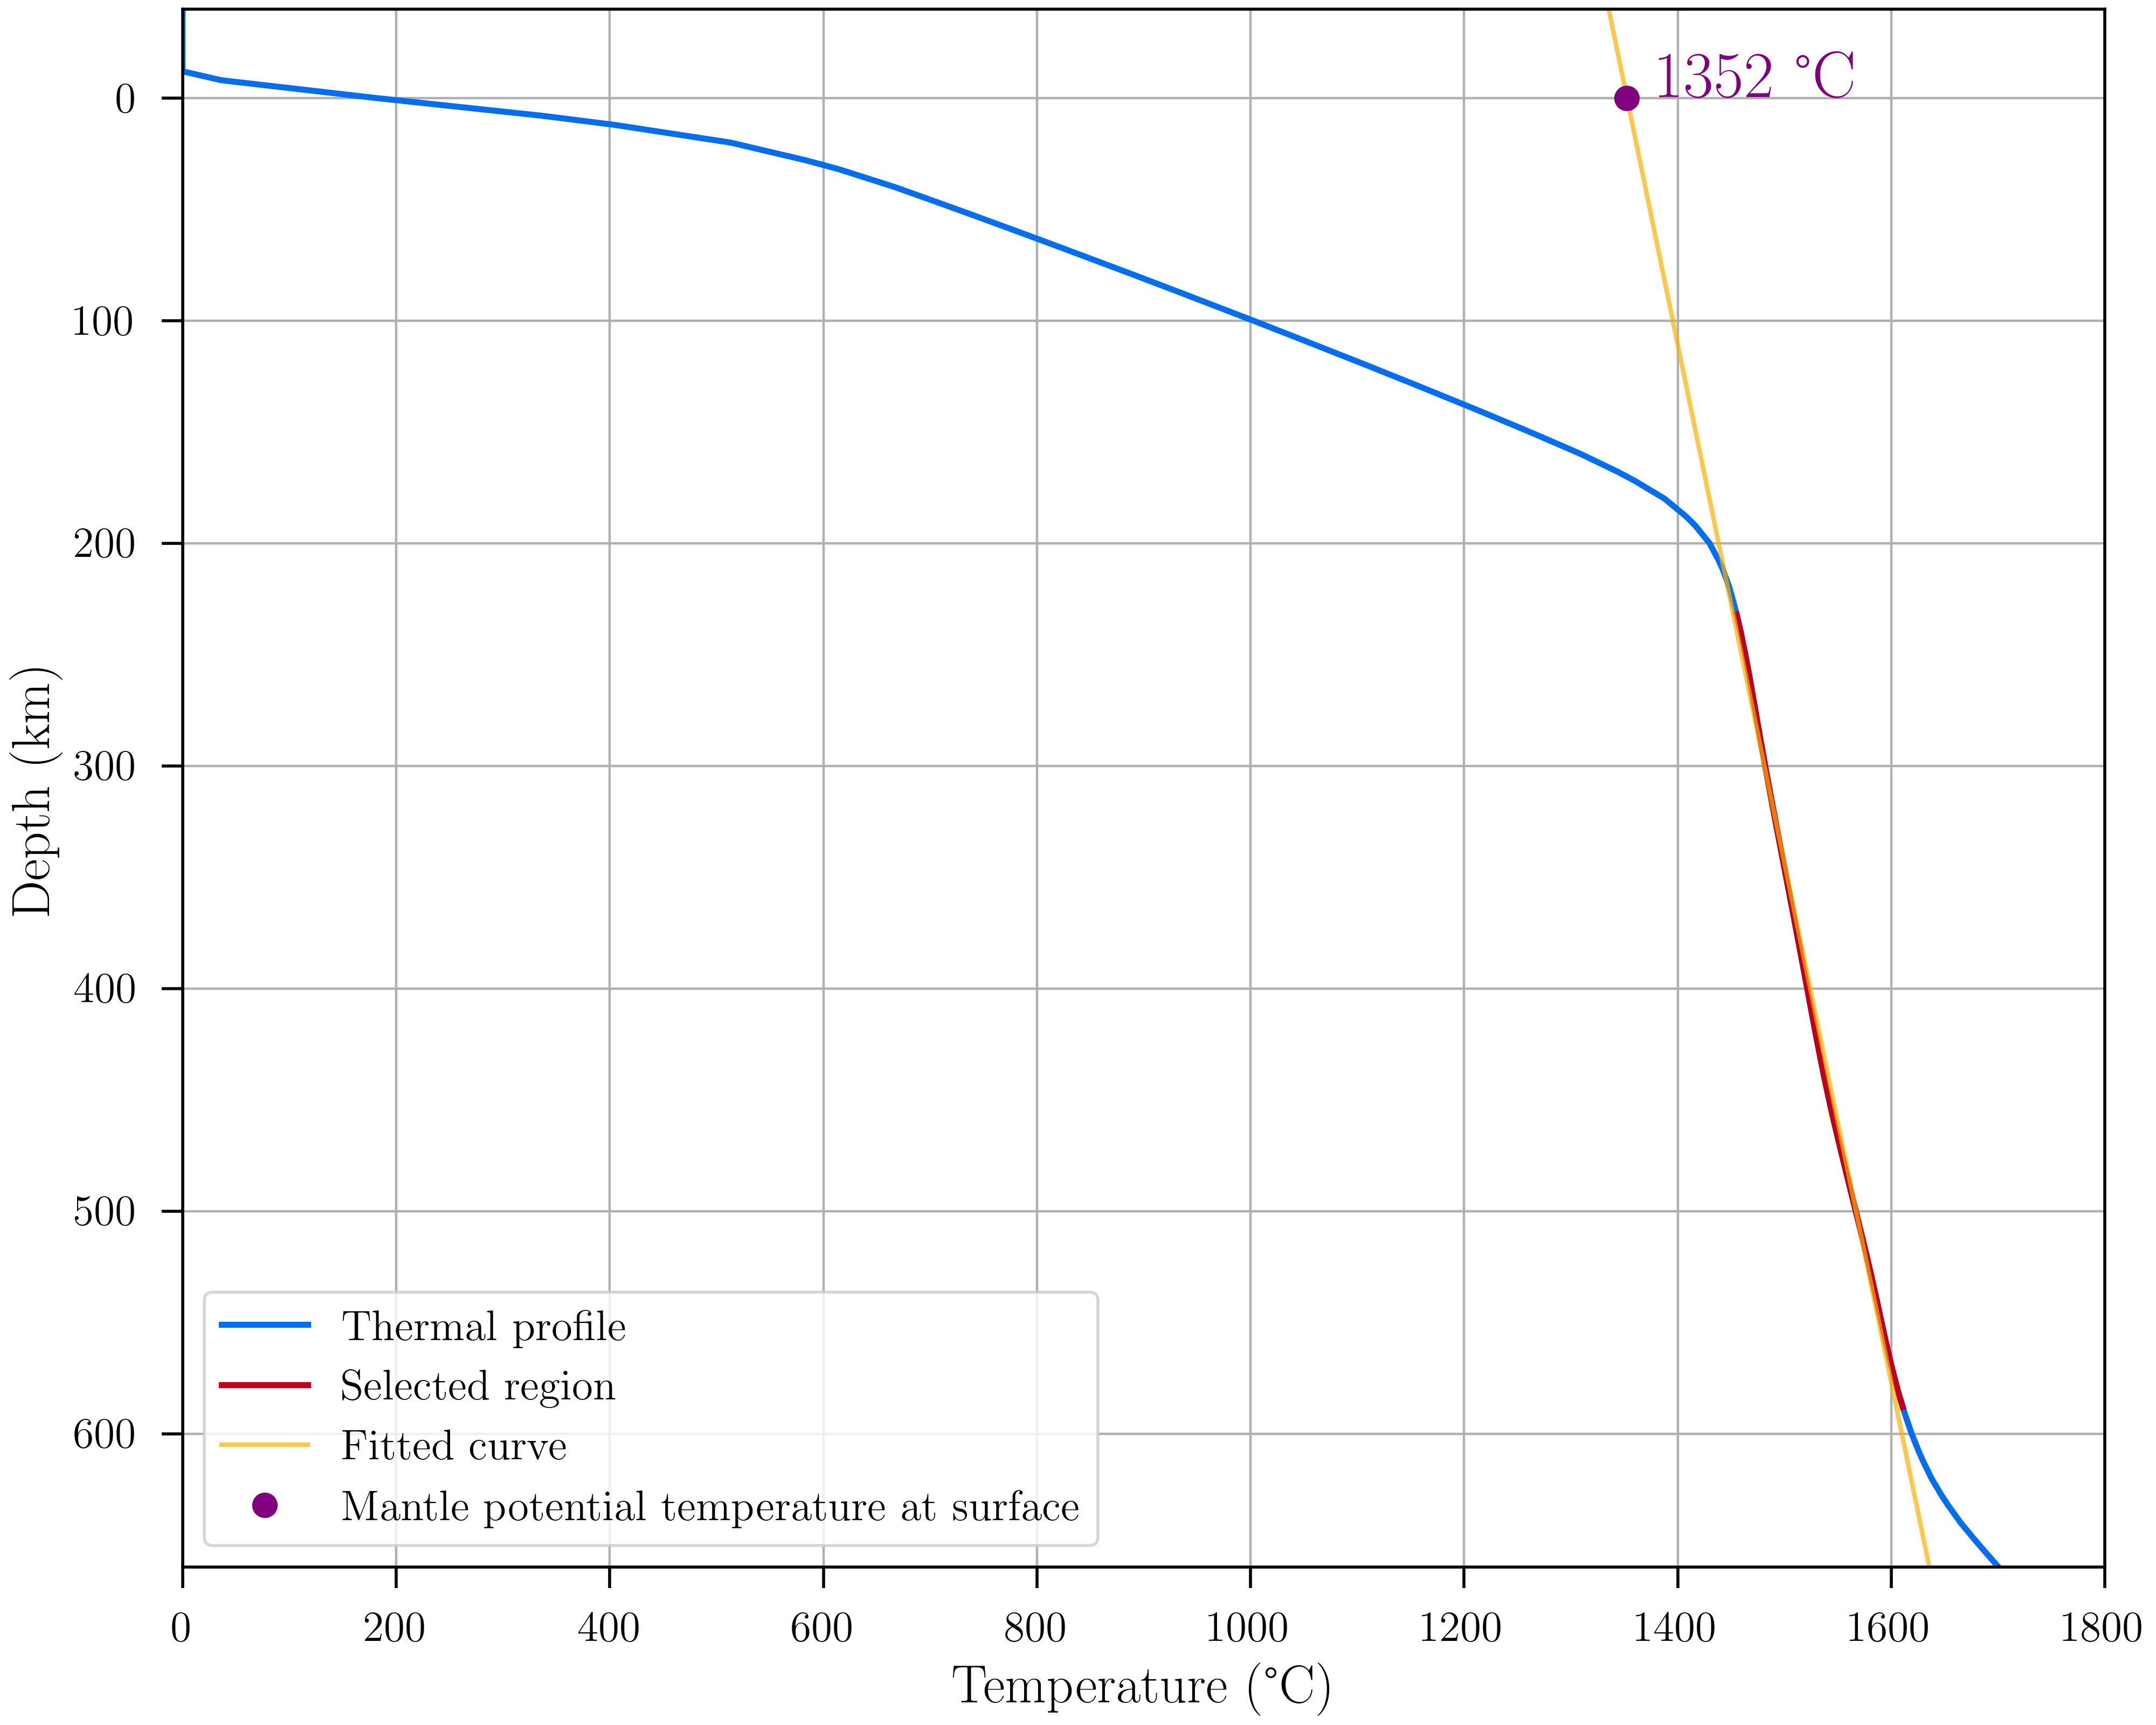 1352 °C
0
100
200
300
400
500
600
Depth (km)
Thermal profile
Selected region
Fitted curve
Mantle potential temperature at surface
0 200 400 600 800 1000 1200 1400 1600 1800
Temperature (°C)